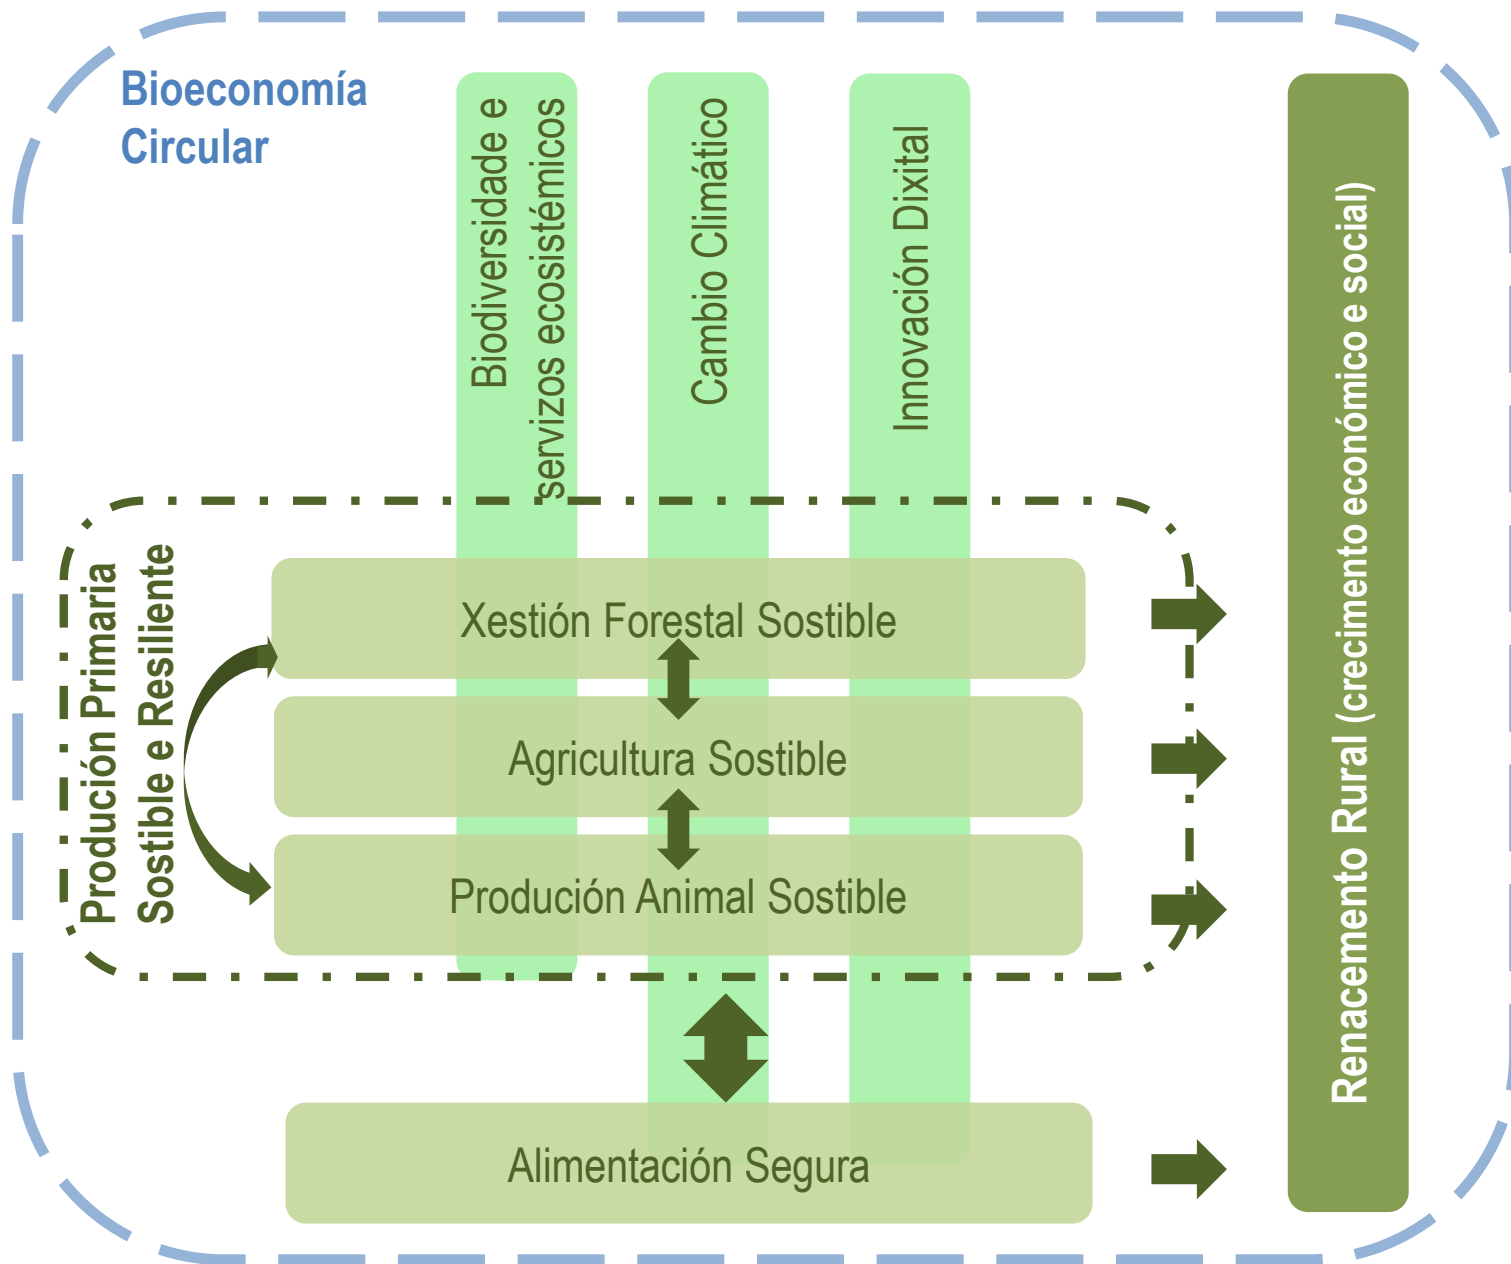 Bioeconomía
Circular
Biodiversidade e
servizos ecosistémicos
Cambio Climático
Innovación Dixital
Produción Primaria
Sostible e Resiliente
Xestión Forestal Sostible
Agricultura Sostible
Produción Animal Sostible
Alimentación Segura
Renacemento Rural (crecimento económico e social)